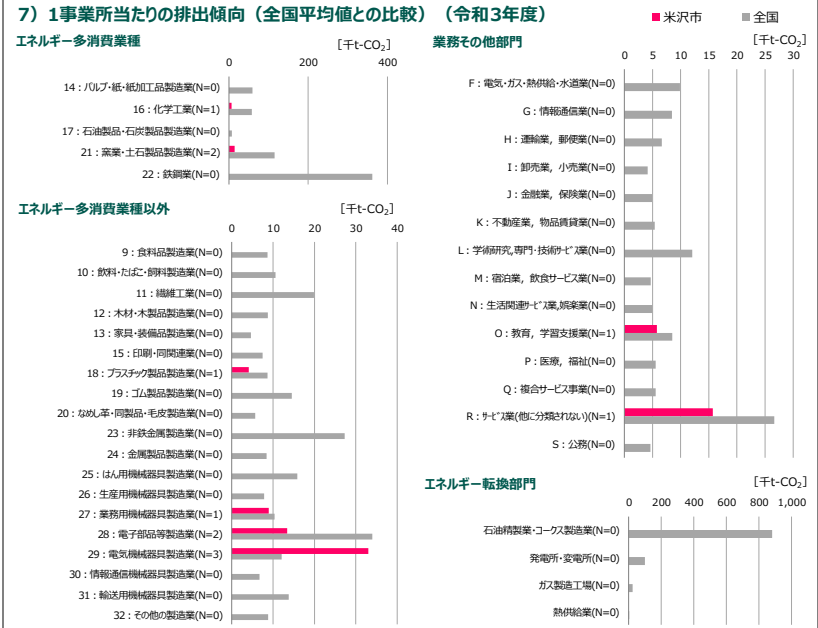 7）1事業所当たりの排出傾向（全国平均値との比較）（令和3年度）
■米沢市 ■全国
エネルギー多消費業種
[千t-CO₂]
0 200 400
14：パルプ・紙・紙加工品製造業(N=0)
16：化学工業(N=1)
17：石油製品・石炭製品製造業(N=0)
21：窯業・土石製品製造業(N=2)
22：鉄鋼業(N=0)
エネルギー多消費業種以外
[千t-CO₂]
0 10 20 30 40
9：食料品製造業(N=0)
10：飲料・たばこ・飼料製造業(N=0)
11：繊維工業(N=0)
12：木材・木製品製造業(N=0)
13：家具・装備品製造業(N=0)
15：印刷・同関連業(N=0)
18：プラスチック製品製造業(N=1)
19：ゴム製品製造業(N=0)
20：なめし革・同製品・毛皮製造業(N=0)
23：非鉄金属製造業(N=0)
24：金属製品製造業(N=0)
25：はん用機械器具製造業(N=0)
26：生産用機械器具製造業(N=0)
27：業務用機械器具製造業(N=1)
28：電子部品等製造業(N=2)
29：電気機械器具製造業(N=3)
30：情報通信機械器具製造業(N=0)
31：輸送用機械器具製造業(N=0)
32：その他の製造業(N=0)
業務その他部門
[千t-CO₂]
0 5 10 15 20 25 30
F：電気・ガス・熱供給・水道業(N=0)
G：情報通信業(N=0)
H：運輸業，郵便業(N=0)
I：卸売業，小売業(N=0)
J：金融業，保険業(N=0)
K：不動産業，物品賃貸業(N=0)
L：学術研究,専門・技術サービス業(N=0)
M：宿泊業，飲食サービス業(N=0)
N：生活関連サービス業,娯楽業(N=0)
O：教育，学習支援業(N=1)
P：医療，福祉(N=0)
Q：複合サービス事業(N=0)
R：サービス業(他に分類されない)(N=1)
S：公務(N=0)
エネルギー転換部門
[千t-CO₂]
0 200 400 600 800 1,000
石油精製業・コークス製造業(N=0)
発電所・変電所(N=0)
ガス製造工場(N=0)
熱供給業(N=0)